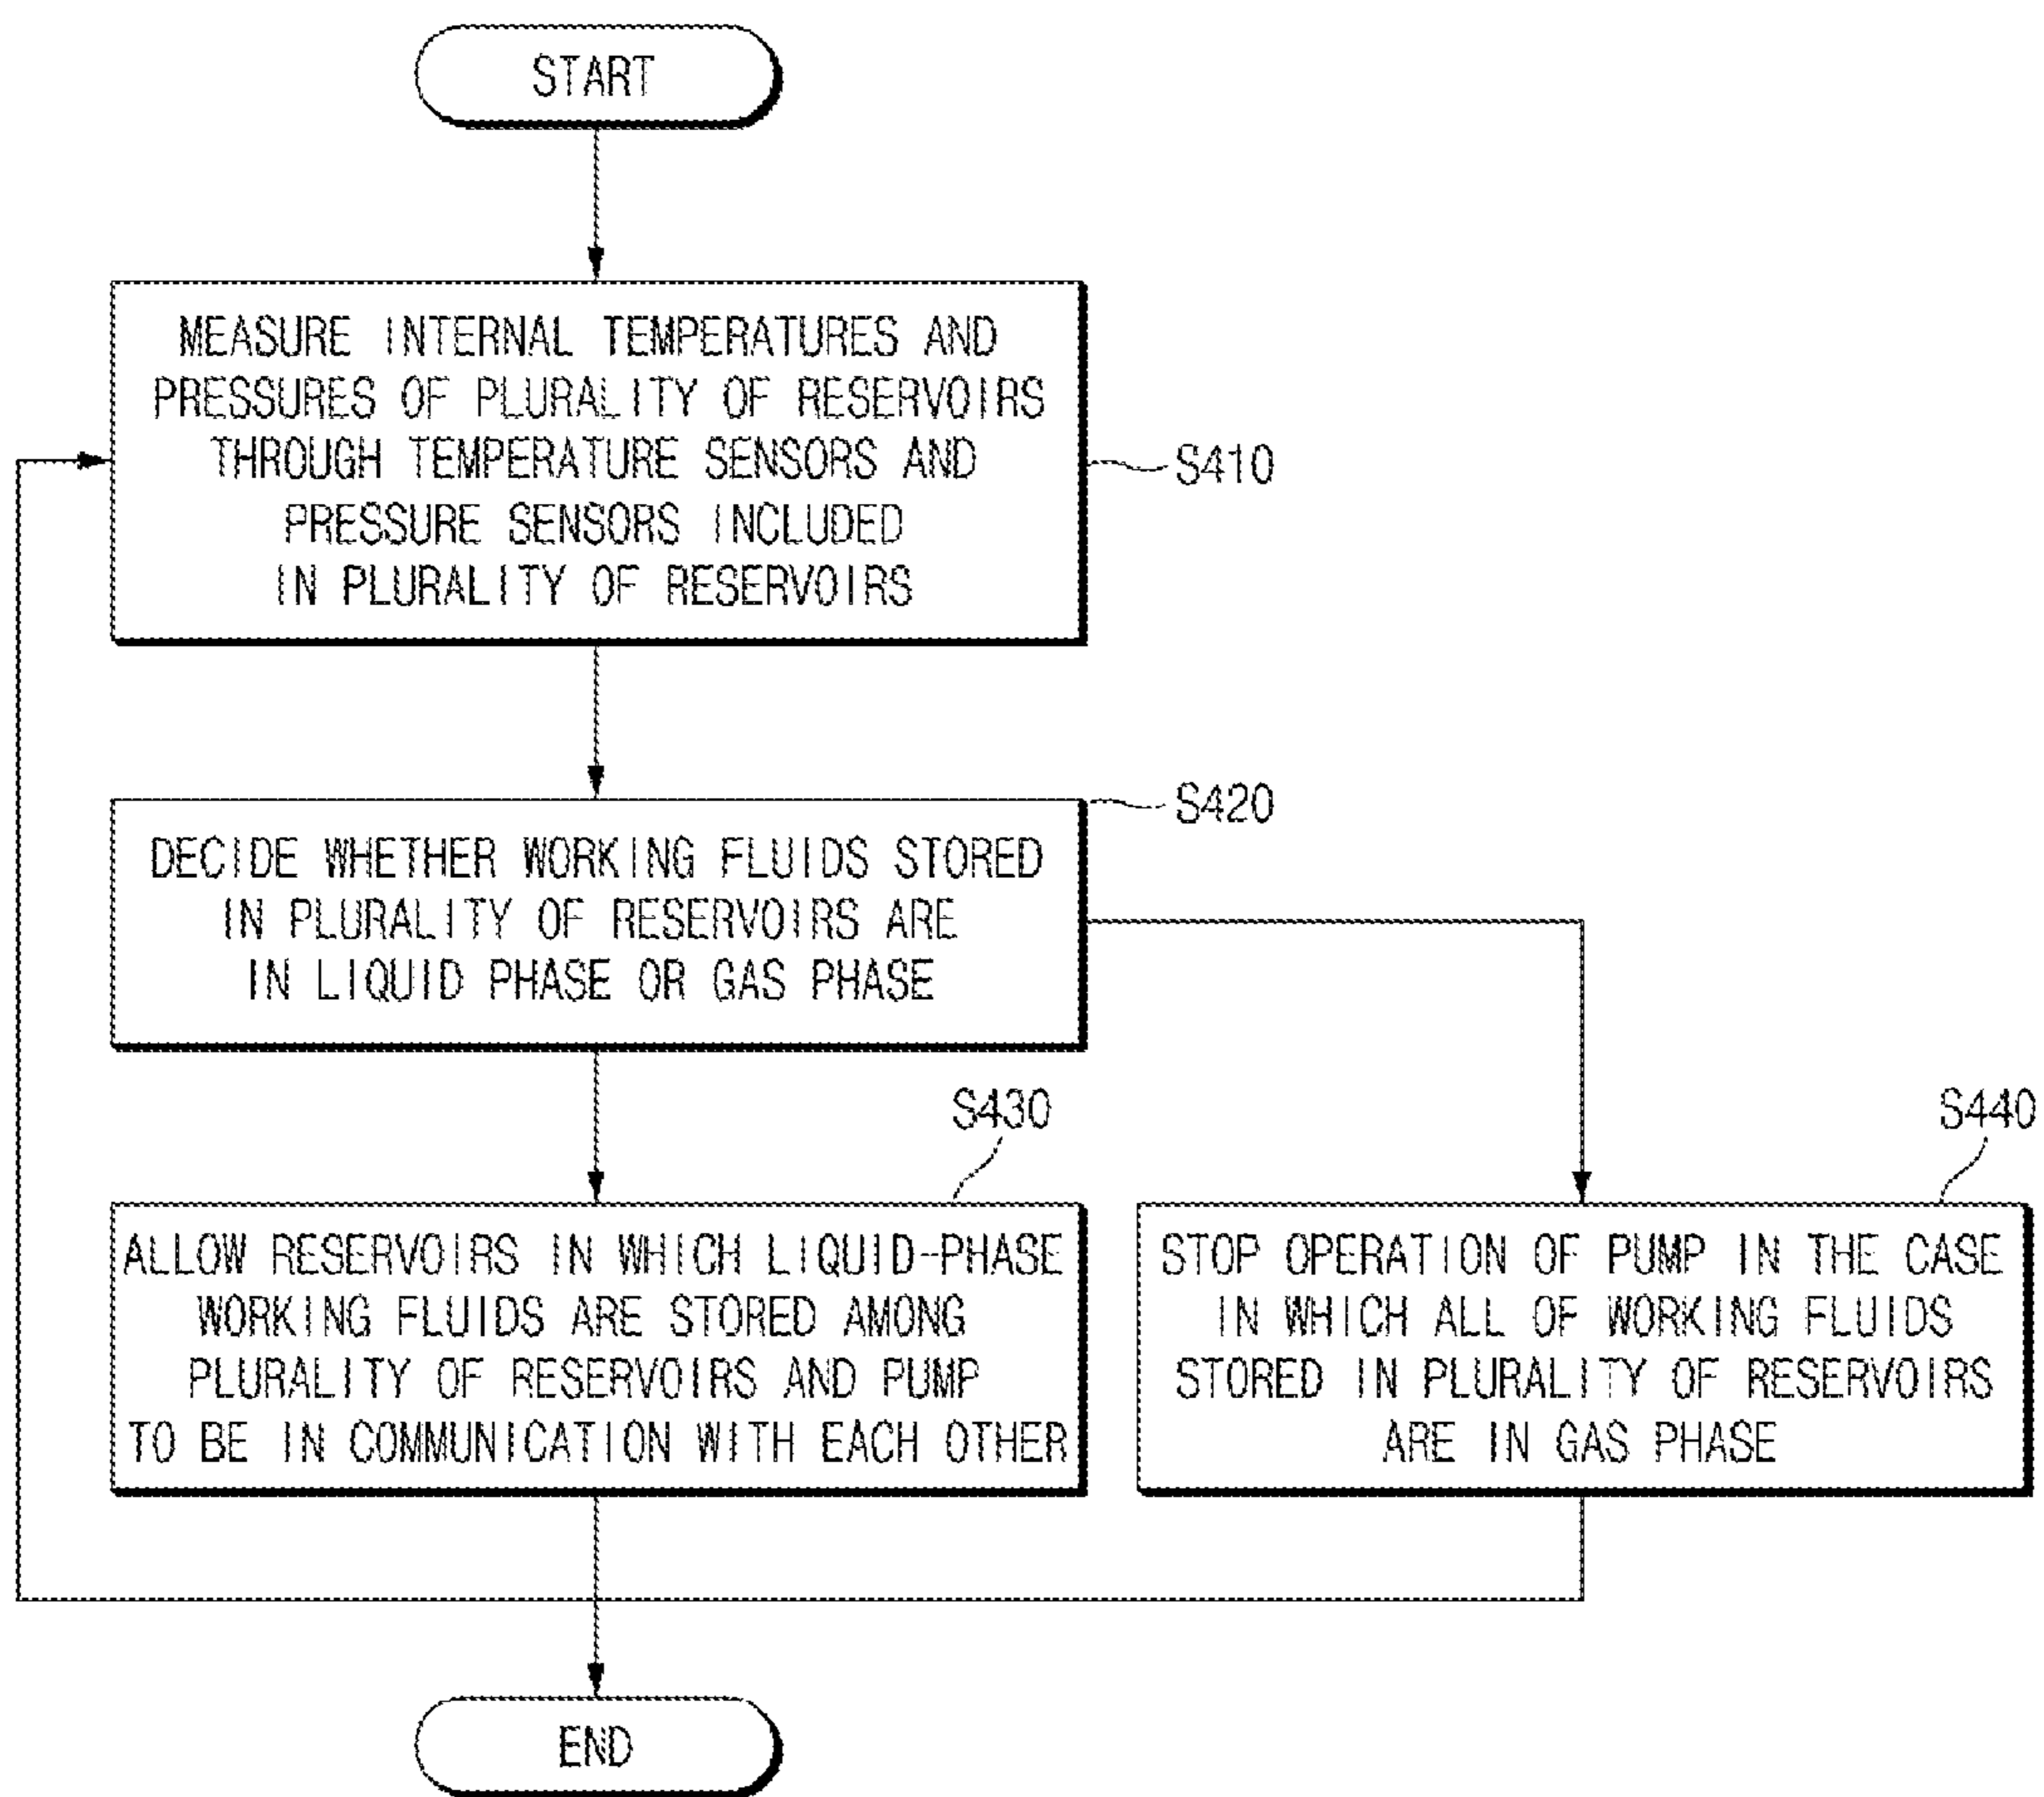 START
MEASURE INTERNAL TEMPERATURES AND
PRESSURES OF PLURALITY OF RESERVOIRS
THROUGH TEMPERATURE SENSORS AND
PRESSURE SENSORS INCLUDED
IN PLURALITY OF RESERVOIRS
S410
S420
DECIDE WHETHER WORKING FLUIDS STORED
IN PLURALITY OF RESERVOIRS ARE
IN LIQUID PHASE OR GAS PHASE
S430
ALLOW RESERVOIRS IN WHICH LIQUID-PHASE
WORKING FLUIDS ARE STORED AMONG
PLURALITY OF RESERVOIRS AND PUMP
TO BE IN COMMUNICATION WITH EACH OTHER
S440
STOP OPERATION OF PUMP IN THE CASE
IN WHICH ALL OF WORKING FLUIDS
STORED IN PLURALITY OF RESERVOIRS
ARE IN GAS PHASE
END